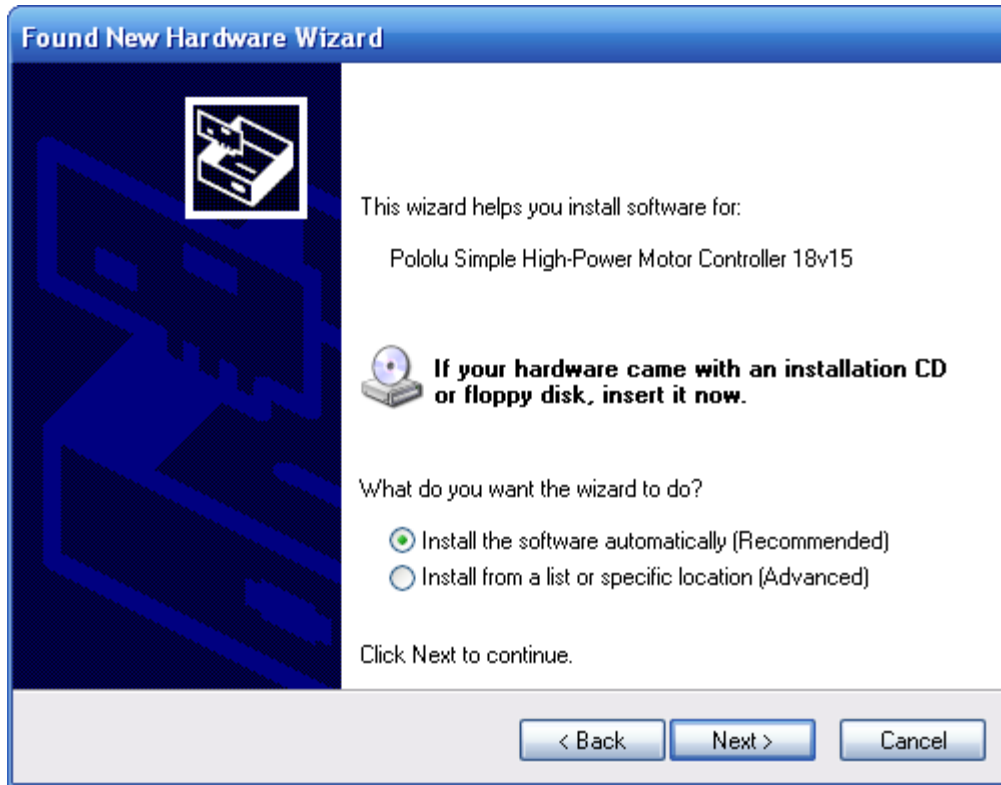 Found New Hardware Wizard
This wizard helps you install software for:
Pololu Simple High-Power Motor Controller 18v15
If your hardware came with an installation CD
or floppy disk, insert it now.
What do you want the wizard to do?
Install the software automatically (Recommended)
Install from a list or specific location (Advanced)
Click Next to continue.
< Back
Next >
Cancel